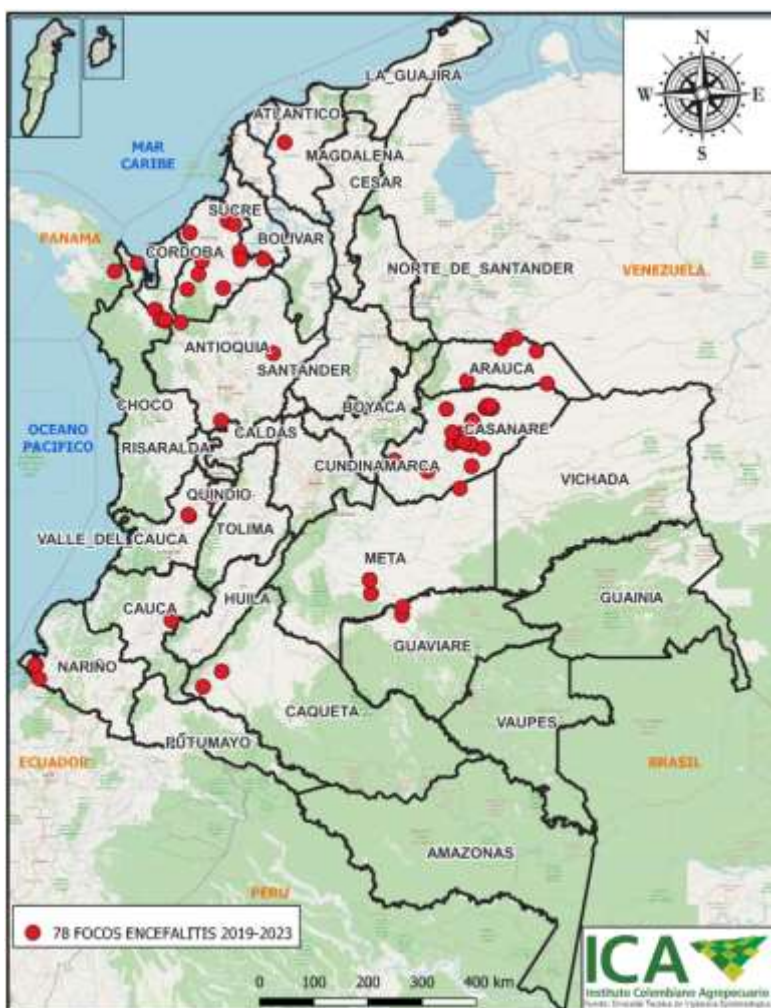 N
W E
S
LA_GUAJIRA
ATLANTICO
MAR
CARIBE
MAGDALENA
CESAR
SUCRE
PANAMA
BOLIVAR
CORDOBA
NORTE_DE_SANTANDER
VENEZUELA
ANTIOQUIA
SANTANDER
ARAUCA
CHOCO
BOYACA
OCEANO
PACIFICO
CASANARE
RISARALDA
CALDAS
CUNDINAMARCA
VICHADA
QUINDIO
TOLIMA
VALLE_DEL_CAUCA
META
HUILA
GUAINIA
CAUCA
GUAVIARE
NARIÑO
CAQUETA
VAUPES
PUTUMAYO
ECUADOR
BRASIL
AMAZONAS
PERU
78 FOCOS ENCEFALITIS 2019-2023
ICA
Instituto Colombiano Agropecuario
0 100 200 300 400 km